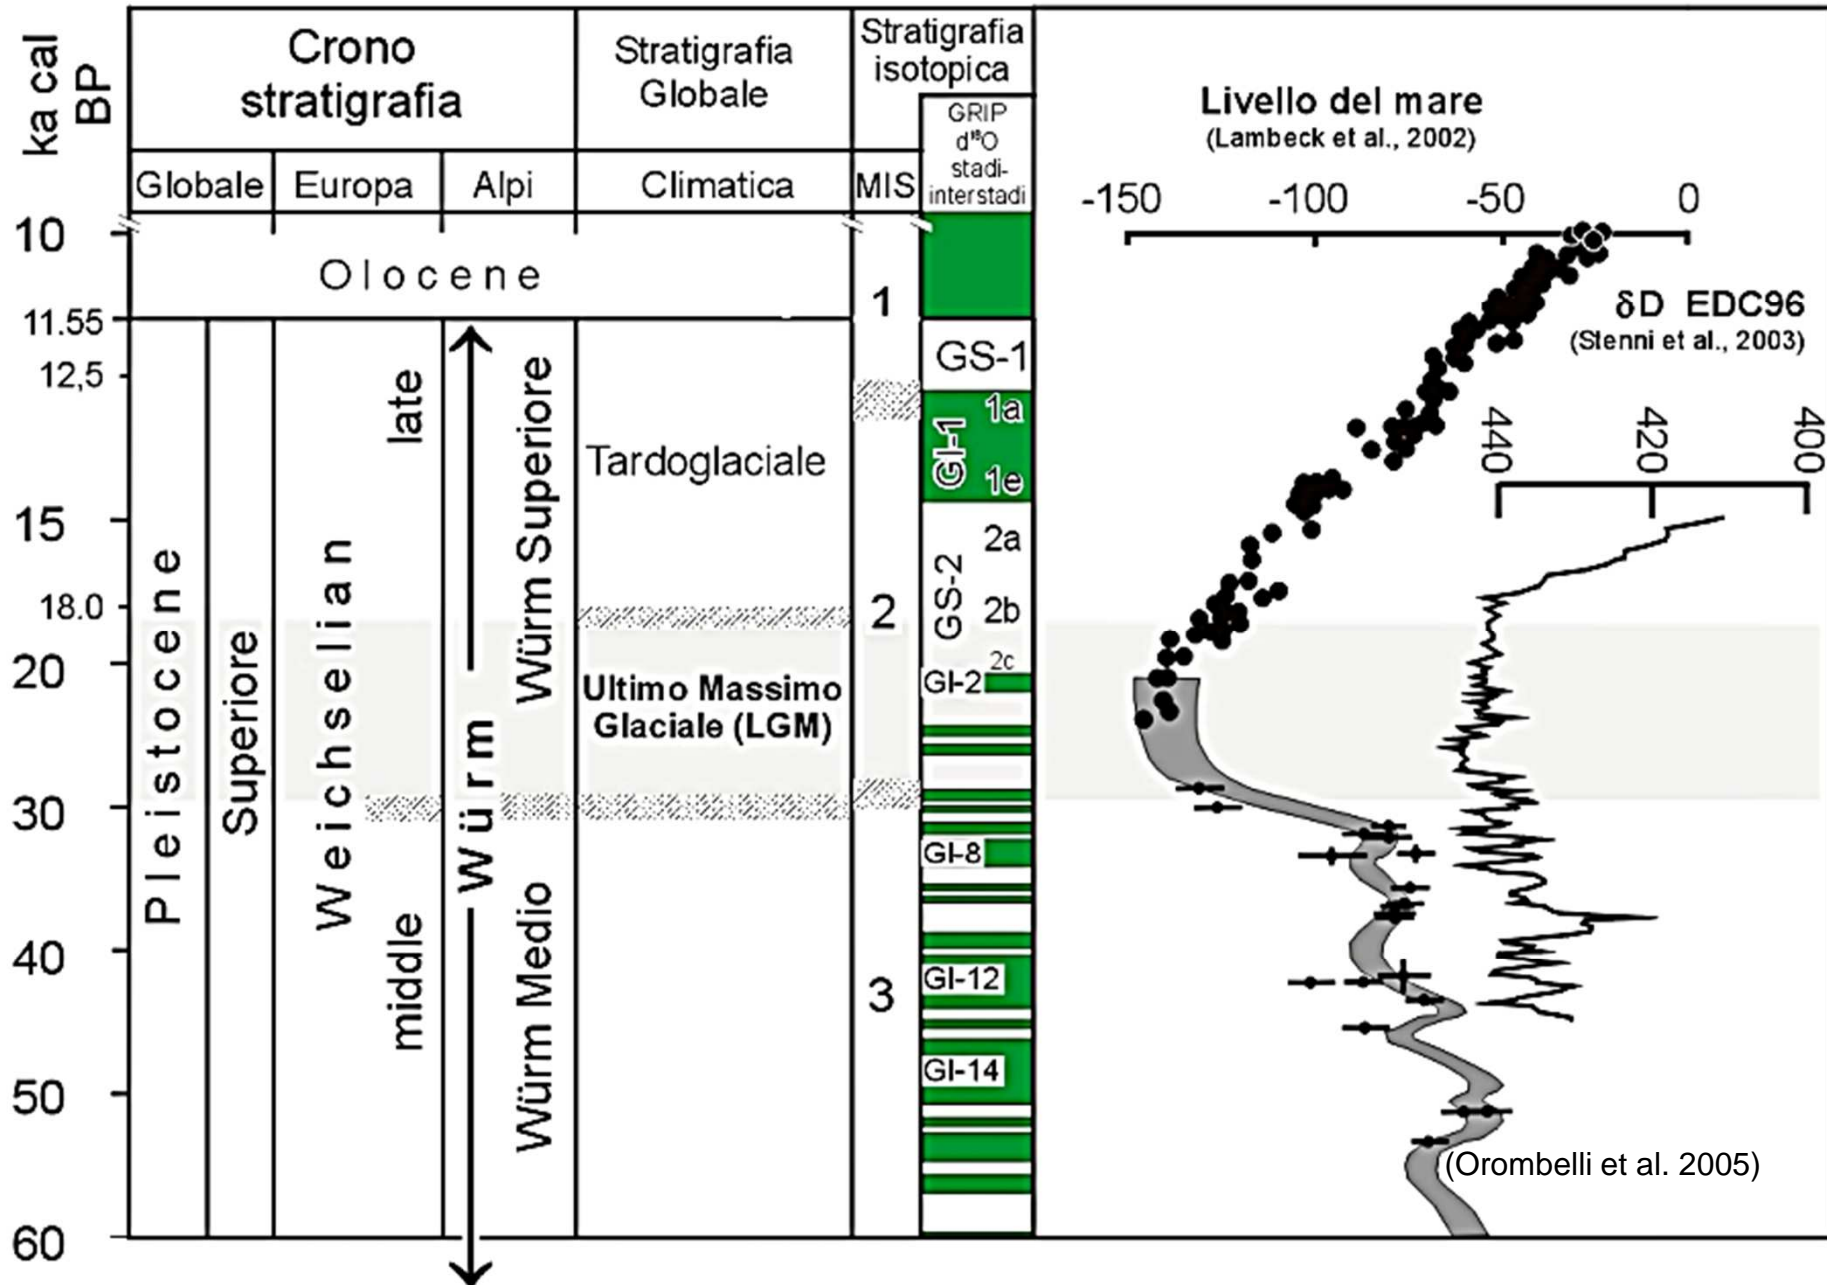 ka cal
BP
Crono
stratigrafia
Stratigrafia
Globale
Stratigrafia
isotopica
GRIP
d¹⁸O
stadi-
interstadi
Globale
Europa
Alpi
Climatica
MIS
Livello del mare
(Lambeck et al., 2002)
-150
-100
-50
0
10
Olocene
1
δD EDC96
(Stenni et al., 2003)
11.55
12,5
GS-1
late
Würm Superiore
Tardoglaciale
GI-1
1a
1e
440
420
400
15
GS-2
2a
2b
2c
18.0
2
20
Pleistocene
Superiore
Weichselian
Würm
Ultimo Massimo
Glaciale (LGM)
GI-2
30
GI-8
middle
Würm Medio
40
3
GI-12
50
GI-14
(Orombelli et al. 2005)
60